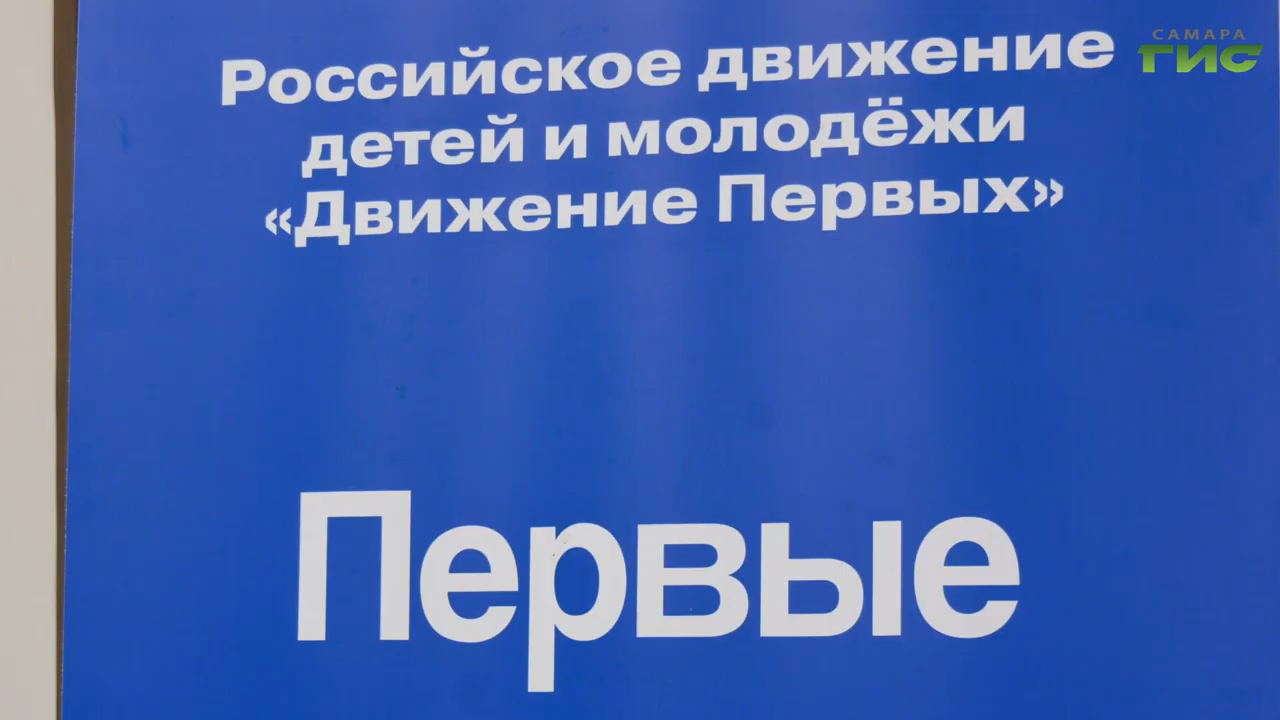 САМАРА
ГИС
Российское движение
детей и молодёжи
«Движение Первых»
Первые